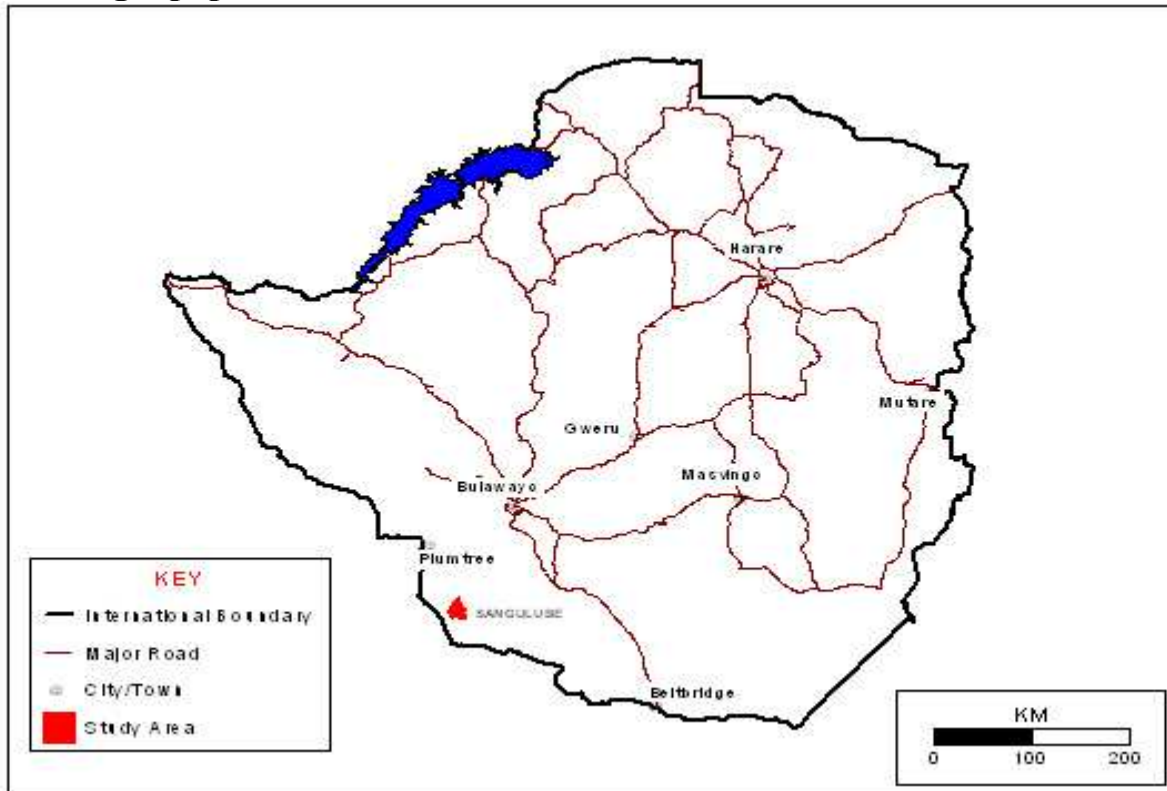 Harare
Mutare
Gweru
Masvingo
Bulawayo
Plumtree
SANGULUBE
Beitbridge
KEY
International Boundary
Major Road
City/Town
Study Area
KM
0 100 200